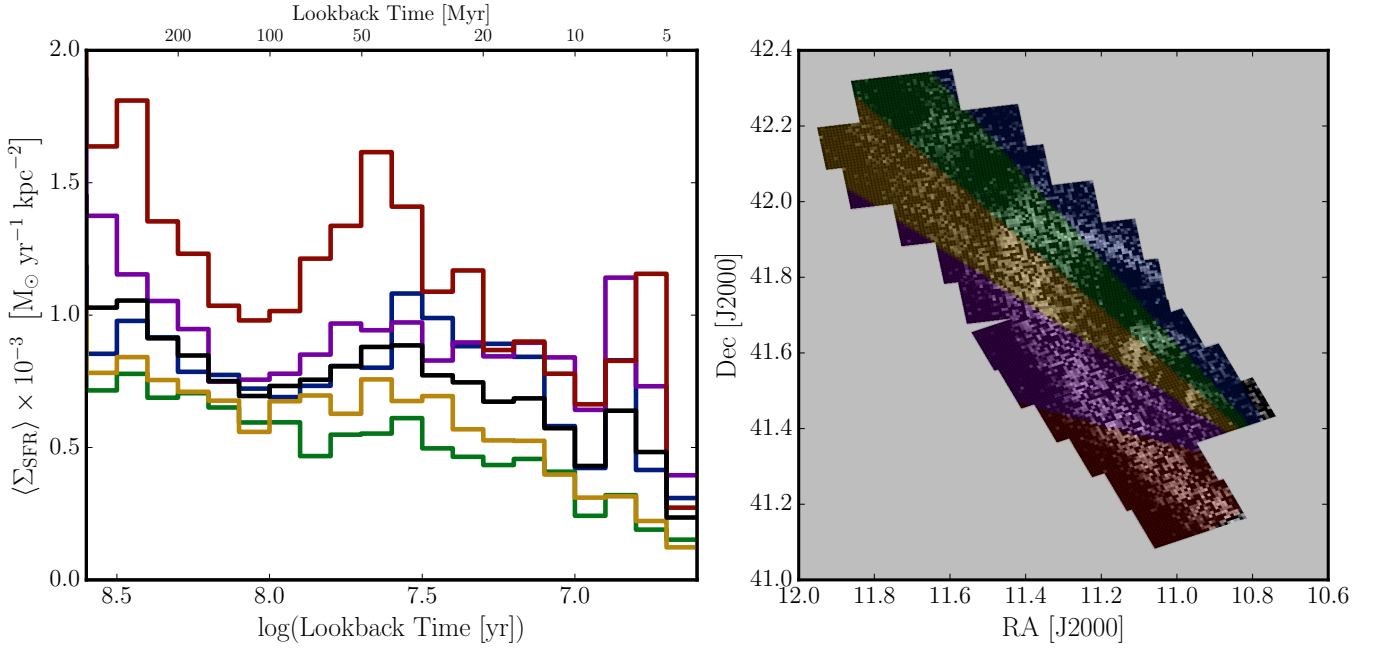 Lookback Time [Myr]
200 100 50 20 10 5
⟨Σ_SFR⟩ × 10⁻³ [M⊙ yr⁻¹ kpc⁻²]
2.0
1.5
1.0
0.5
0.0
8.5 8.0 7.5 7.0
log(Lookback Time [yr])
Dec [J2000]
42.4
42.2
42.0
41.8
41.6
41.4
41.2
41.0
12.0 11.8 11.6 11.4 11.2 11.0 10.8 10.6
RA [J2000]